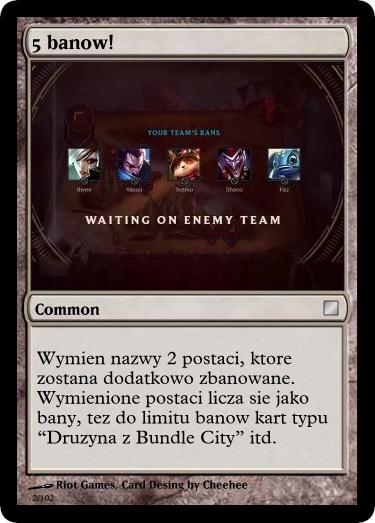 5 banow!
YOUR TEAM'S BANS
Riven Yasuo Teemo Shaco Fizz
WAITING ON ENEMY TEAM
Common
Wymien nazwy 2 postaci, ktore
zostana dodatkowo zbanowane.
Wymienione postaci licza sie jako
bany, tez do limitu banow kart typu
“Druzyna z Bundle City” itd.
Riot Games, Card Desing by Cheehee
2/102